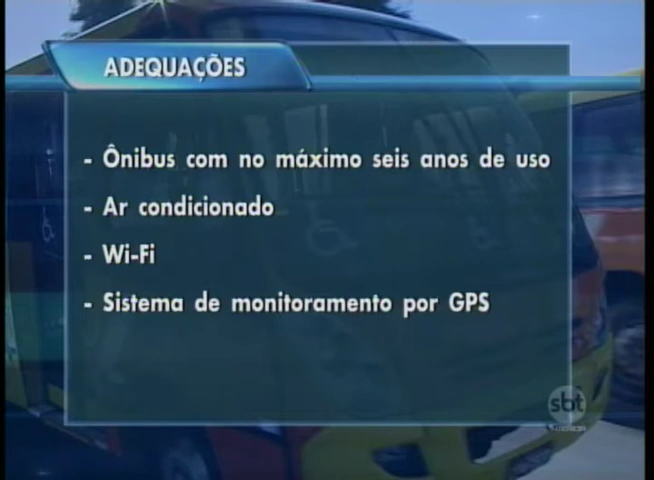 ADEQUAÇÕES
- Ônibus com no máximo seis anos de uso
- Ar condicionado
- Wi-Fi
- Sistema de monitoramento por GPS
sbt